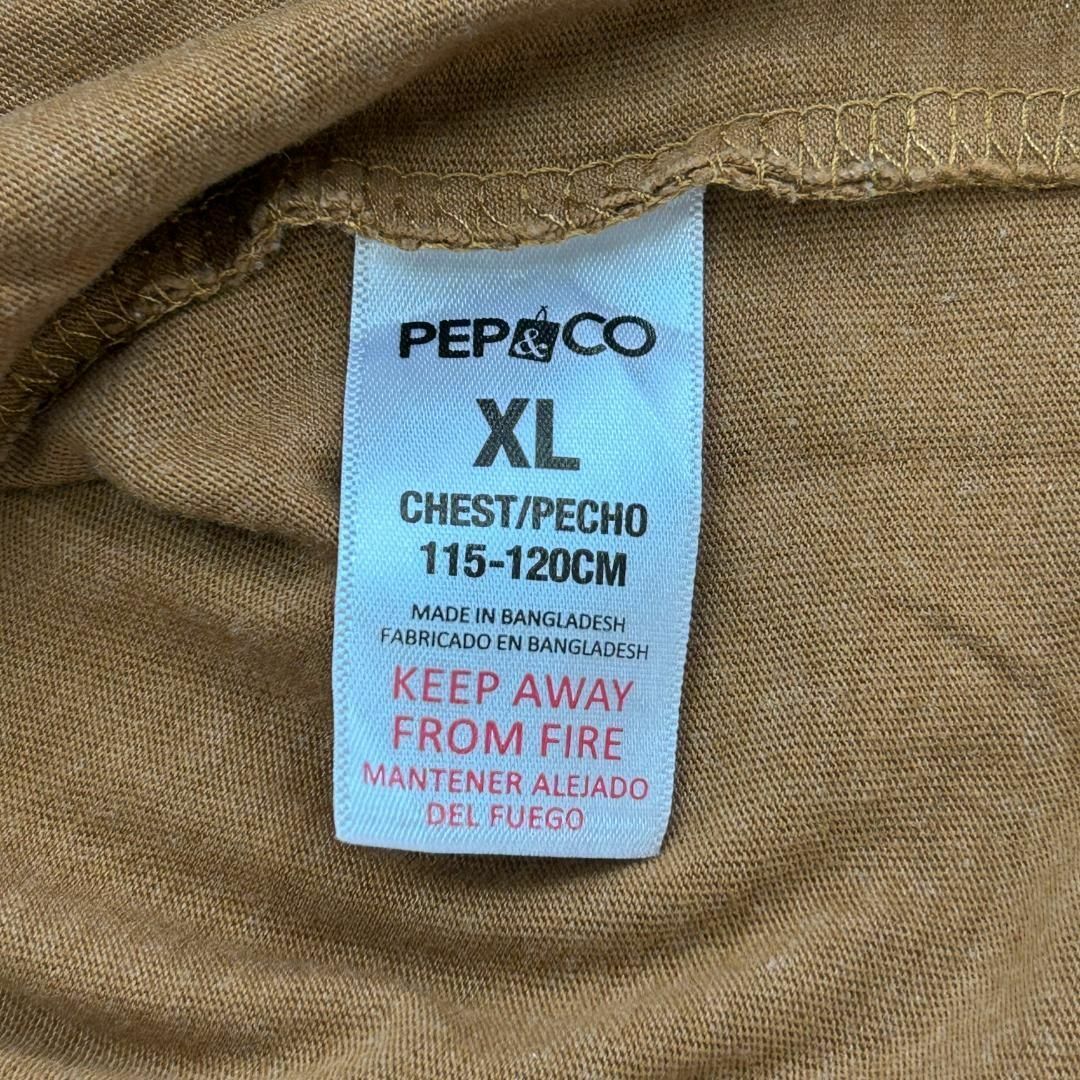 PEP&CO
XL
CHEST/PECHO
115-120CM
MADE IN BANGLADESH
FABRICADO EN BANGLADESH
KEEP AWAY
FROM FIRE
MANTENER ALEJADO
DEL FUEGO